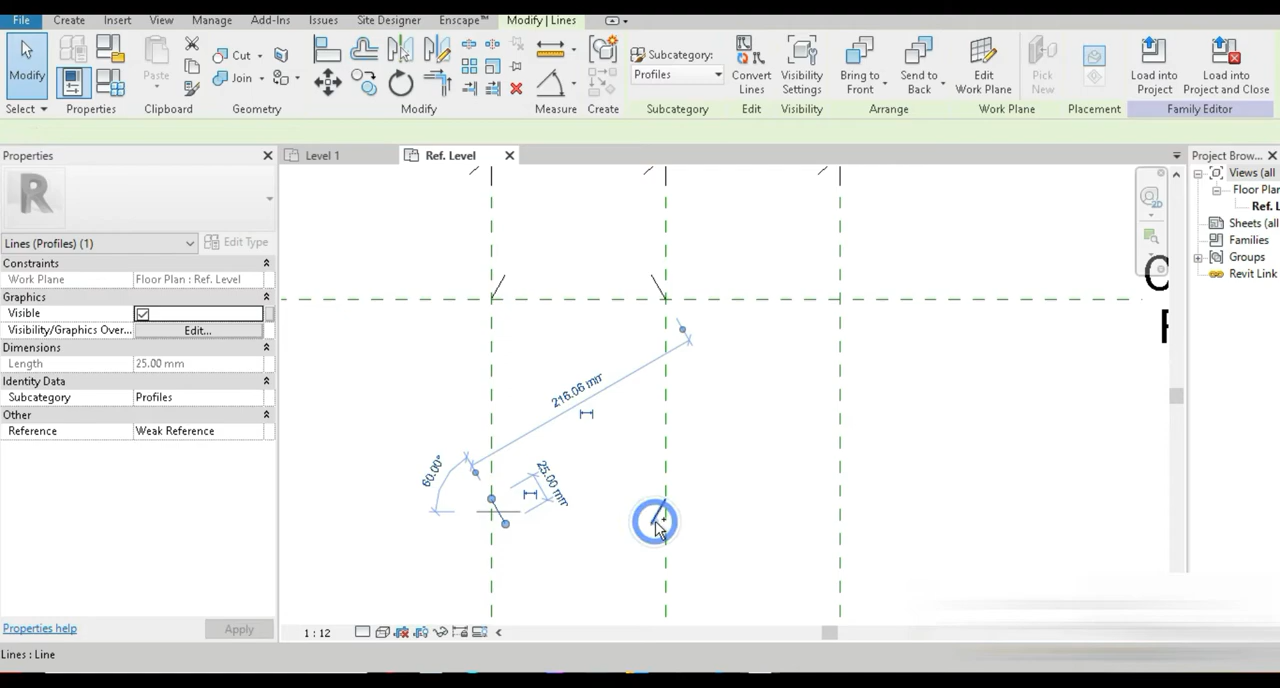 File Create Insert View Manage Add-Ins Issues Site Designer Enscape™ Modify | Lines
Modify Paste Cut Join Subcategory: Profiles Convert Lines Visibility Settings Bring to Front Send to Back Edit Work Plane Pick New Load into Project Load into Project and Close
Select Properties Clipboard Geometry Modify Measure Create Subcategory Edit Visibility Arrange Work Plane Placement Family Editor
Properties
Lines (Profiles) (1) Edit Type
Constraints
Work Plane Floor Plan : Ref. Level
Graphics
Visible
Visibility/Graphics Over... Edit...
Dimensions
Length 25.00 mm
Identity Data
Subcategory Profiles
Other
Reference Weak Reference
Properties help Apply
Level 1 Ref. Level
216.06 mm
60.00°
25.00 mm
1 : 12
Project Brow...
Views (all
Floor Plan
Ref. L
Sheets (all
Families
Groups
Revit Link
Lines : Line